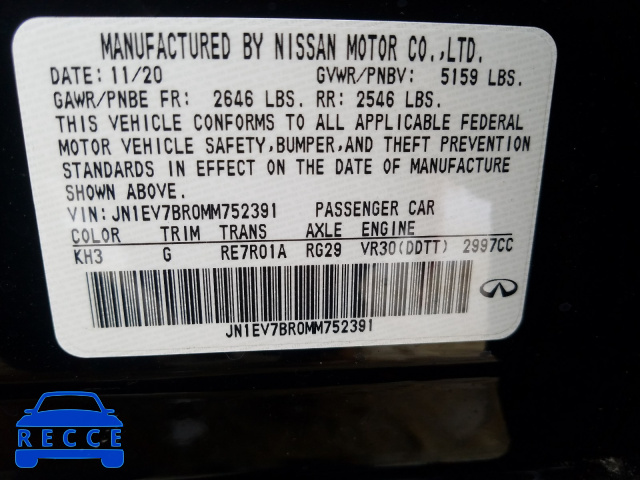 MANUFACTURED BY NISSAN MOTOR CO.,LTD.
DATE: 11/20 GVWR/PNBV: 5159 LBS.
GAWR/PNBE FR: 2646 LBS. RR: 2546 LBS.
THIS VEHICLE CONFORMS TO ALL APPLICABLE FEDERAL
MOTOR VEHICLE SAFETY,BUMPER,AND THEFT PREVENTION
STANDARDS IN EFFECT ON THE DATE OF MANUFACTURE
SHOWN ABOVE.
VIN: JN1EV7BR0MM752391 PASSENGER CAR
COLOR TRIM TRANS AXLE ENGINE
KH3 G RE7R01A RG29 VR30(DDTT) 2997CC
JN1EV7BR0MM752391
RECCE